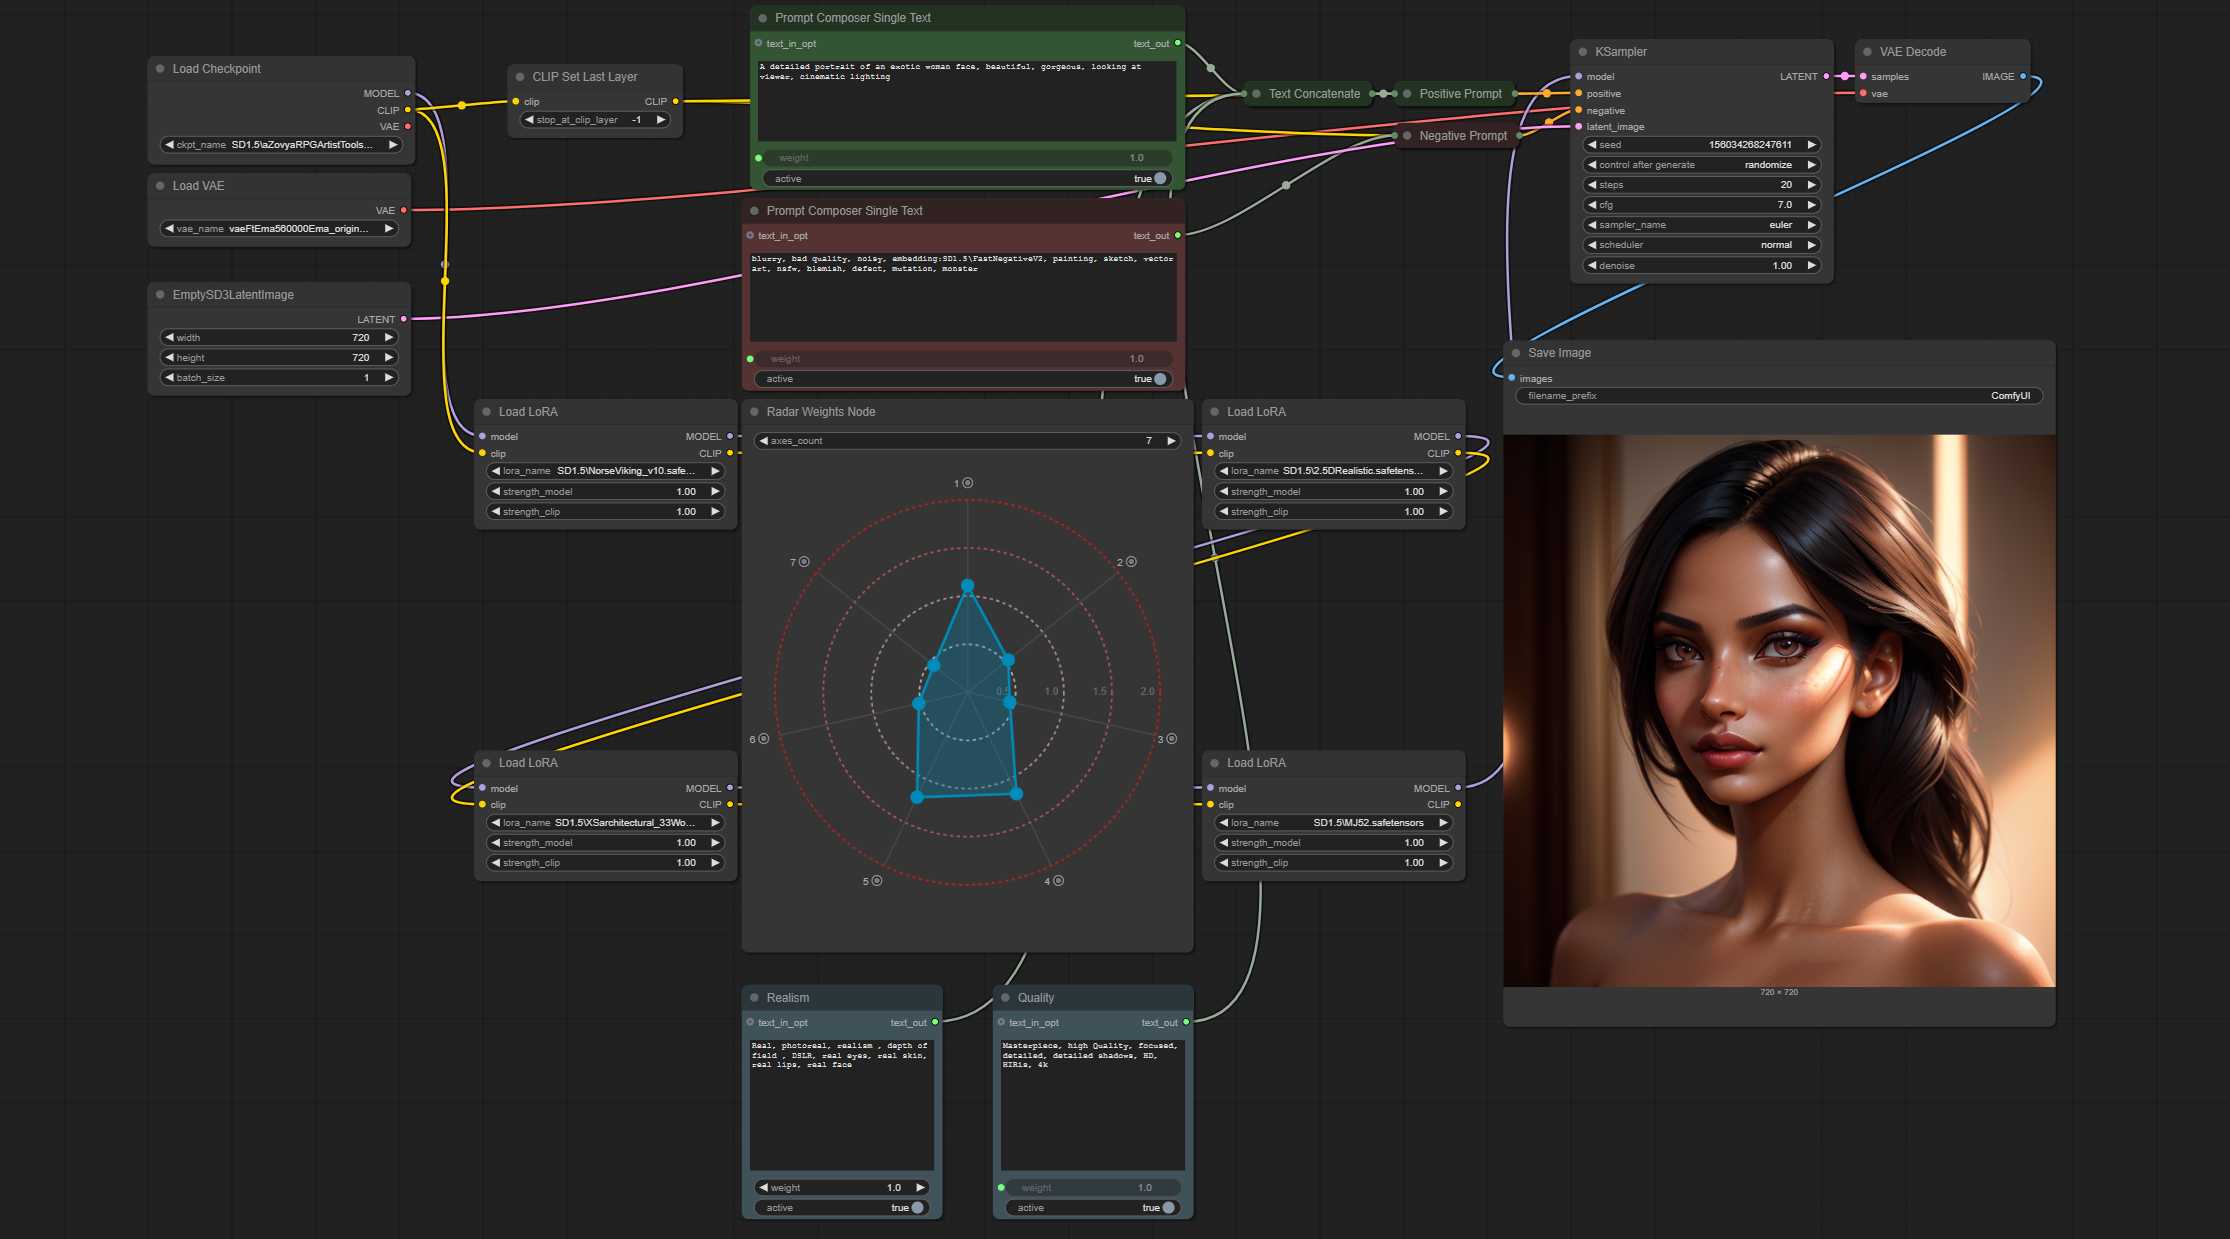 Load Checkpoint
MODEL
CLIP
VAE
ckpt_name SD1.5\aZovyaRPGArtistTools...
Load VAE
VAE
vae_name vaeFtEma560000Ema_origin...
EmptySD3LatentImage
LATENT
width 720
height 720
batch_size 1
CLIP Set Last Layer
clip CLIP
stop_at_clip_layer -1
Prompt Composer Single Text
text_in_opt text_out
A detailed portrait of an exotic woman face, beautiful, gorgeous, looking at
viewer, cinematic lighting
weight 1.0
active true
Prompt Composer Single Text
text_in_opt text_out
blurry, bad quality, noisy, embedding:SD1.5\FastNegativeV2, painting, sketch, vector
art, nsfw, blemish, defect, mutation, monster
weight 1.0
active true
Text Concatenate
Positive Prompt
Negative Prompt
KSampler
model LATENT
positive
negative
latent_image
seed 156034268247611
control after generate randomize
steps 20
cfg 7.0
sampler_name euler
scheduler normal
denoise 1.00
VAE Decode
samples IMAGE
vae
Load LoRA
model MODEL
clip CLIP
lora_name SD1.5\NorseViking_v10.safe...
strength_model 1.00
strength_clip 1.00
Radar Weights Node
axes_count 7
1
2
3
4
5
6
7
0.5 1.0 1.5 2.0
Load LoRA
model MODEL
clip CLIP
lora_name SD1.5\2.5DRealistic.safetens...
strength_model 1.00
strength_clip 1.00
Load LoRA
model MODEL
clip CLIP
lora_name SD1.5\XSarchitectural_33Wo...
strength_model 1.00
strength_clip 1.00
Load LoRA
model MODEL
clip CLIP
lora_name SD1.5\MJ52.safetensors
strength_model 1.00
strength_clip 1.00
Save Image
images
filename_prefix ComfyUI
720 × 720
Realism
text_in_opt text_out
Real, photoreal, realism , depth of
field , DSLR, real eyes, real skin,
real lips, real face
weight 1.0
active true
Quality
text_in_opt text_out
Masterpiece, high Quality, focused,
detailed, detailed shadows, HD,
HIRis, 4k
weight 1.0
active true